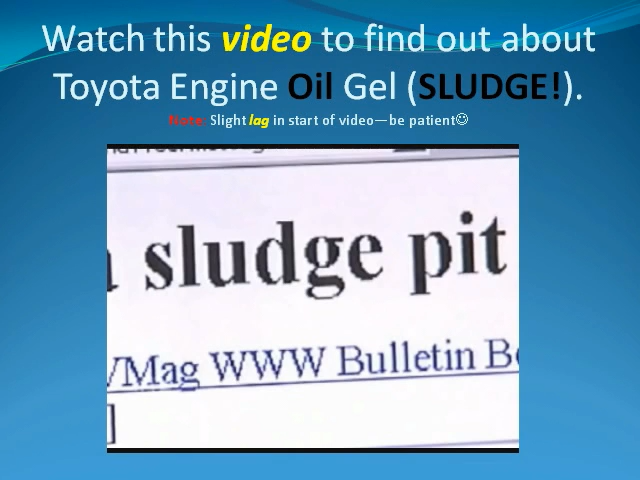 Watch this video to find out about
Toyota Engine Oil Gel (SLUDGE!).
Note: Slight lag in start of video—be patient☺
sludge pit
/Mag WWW Bulletin B
]